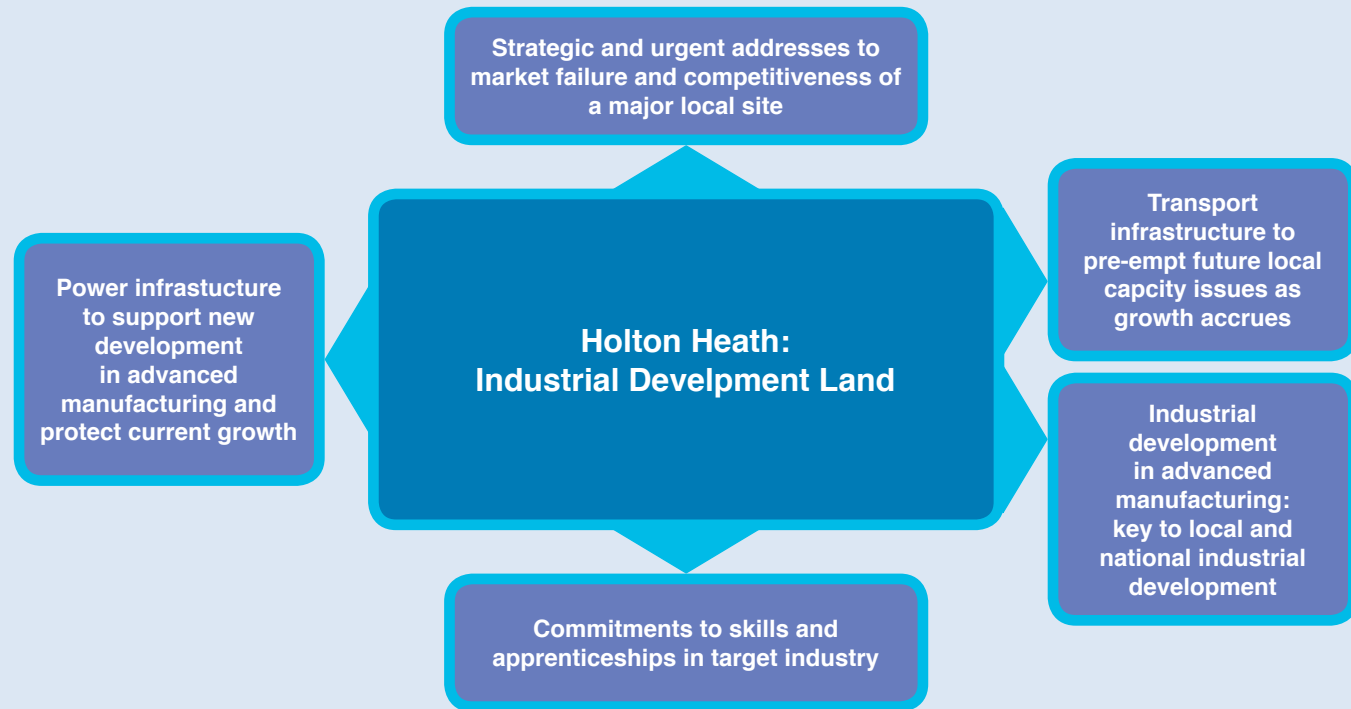 Strategic and urgent addresses to
market failure and competitiveness of
a major local site
Power infrastucture
to support new
development
in advanced
manufacturing and
protect current growth
Holton Heath:
Industrial Develpment Land
Transport
infrastructure to
pre-empt future local
capcity issues as
growth accrues
Industrial
development
in advanced
manufacturing:
key to local and
national industrial
development
Commitments to skills and
apprenticeships in target industry